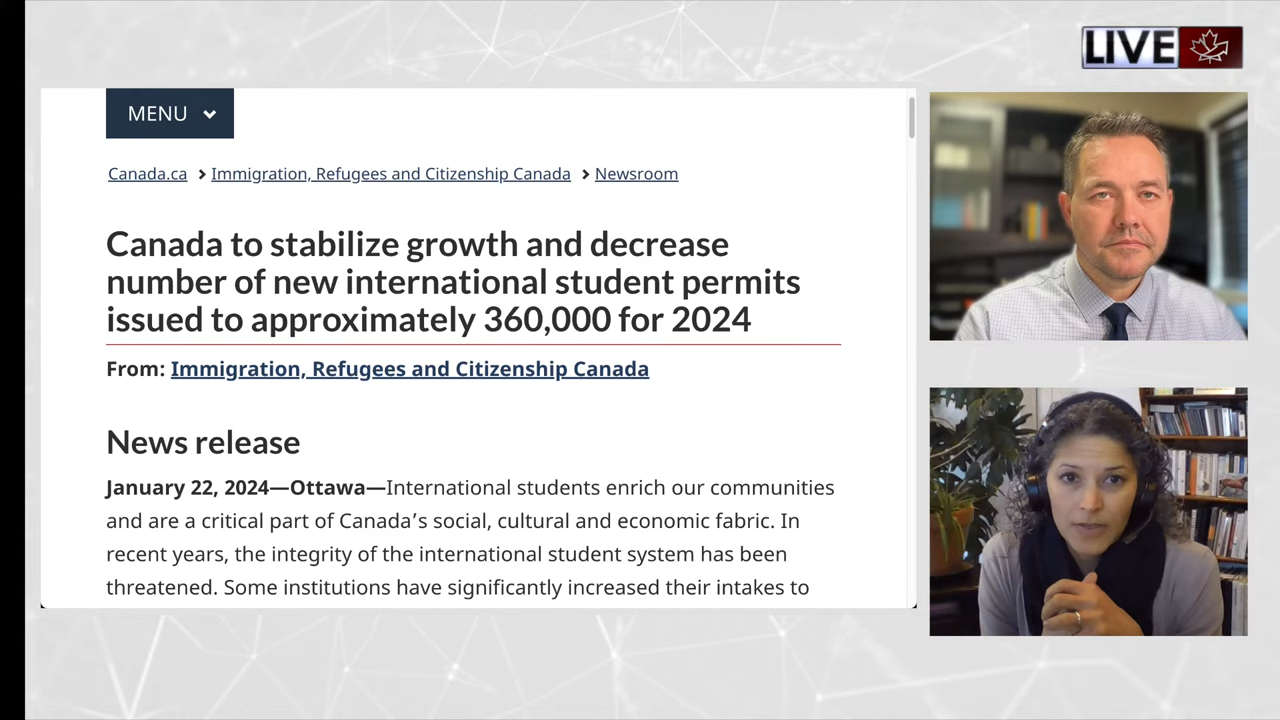 LIVE
MENU
Canada.ca > Immigration, Refugees and Citizenship Canada > Newsroom
Canada to stabilize growth and decrease
number of new international student permits
issued to approximately 360,000 for 2024
From: Immigration, Refugees and Citizenship Canada
News release
January 22, 2024—Ottawa—International students enrich our communities
and are a critical part of Canada’s social, cultural and economic fabric. In
recent years, the integrity of the international student system has been
threatened. Some institutions have significantly increased their intakes to